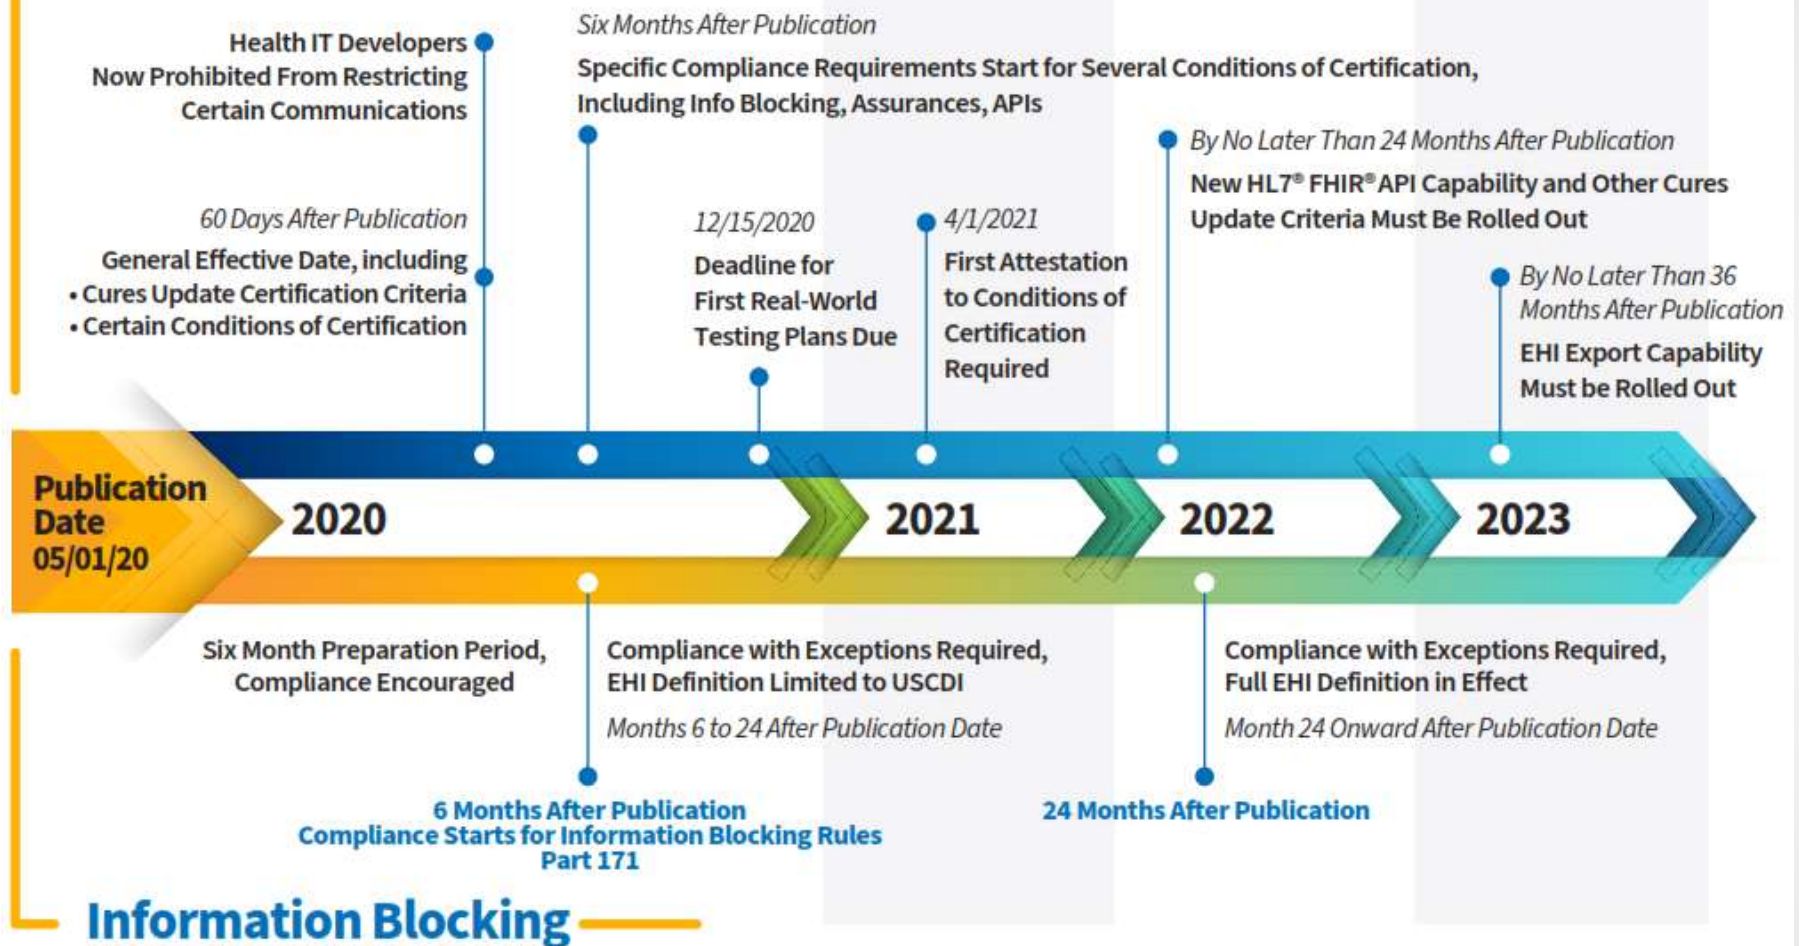 Health IT Developers
Now Prohibited From Restricting
Certain Communications
60 Days After Publication
General Effective Date, including
• Cures Update Certification Criteria
• Certain Conditions of Certification
Six Months After Publication
Specific Compliance Requirements Start for Several Conditions of Certification,
Including Info Blocking, Assurances, APIs
12/15/2020
Deadline for
First Real-World
Testing Plans Due
4/1/2021
First Attestation
to Conditions of
Certification
Required
By No Later Than 24 Months After Publication
New HL7® FHIR® API Capability and Other Cures
Update Criteria Must Be Rolled Out
By No Later Than 36
Months After Publication
EHI Export Capability
Must be Rolled Out
Publication
Date
05/01/20
2020
2021
2022
2023
Six Month Preparation Period,
Compliance Encouraged
Compliance with Exceptions Required,
EHI Definition Limited to USCDI
Months 6 to 24 After Publication Date
Compliance with Exceptions Required,
Full EHI Definition in Effect
Month 24 Onward After Publication Date
6 Months After Publication
Compliance Starts for Information Blocking Rules
Part 171
24 Months After Publication
Information Blocking